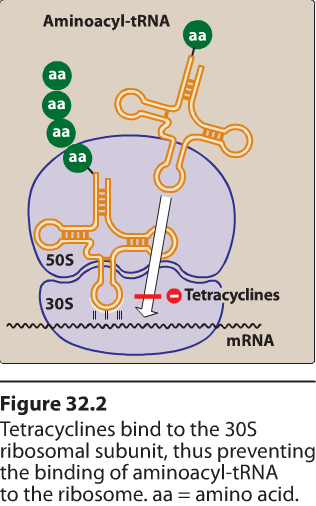 Aminoacyl-tRNA
aa
aa
aa
aa
aa
50S
30S
Tetracyclines
mRNA
Figure 32.2
Tetracyclines bind to the 30S
ribosomal subunit, thus preventing
the binding of aminoacyl-tRNA
to the ribosome. aa = amino acid.